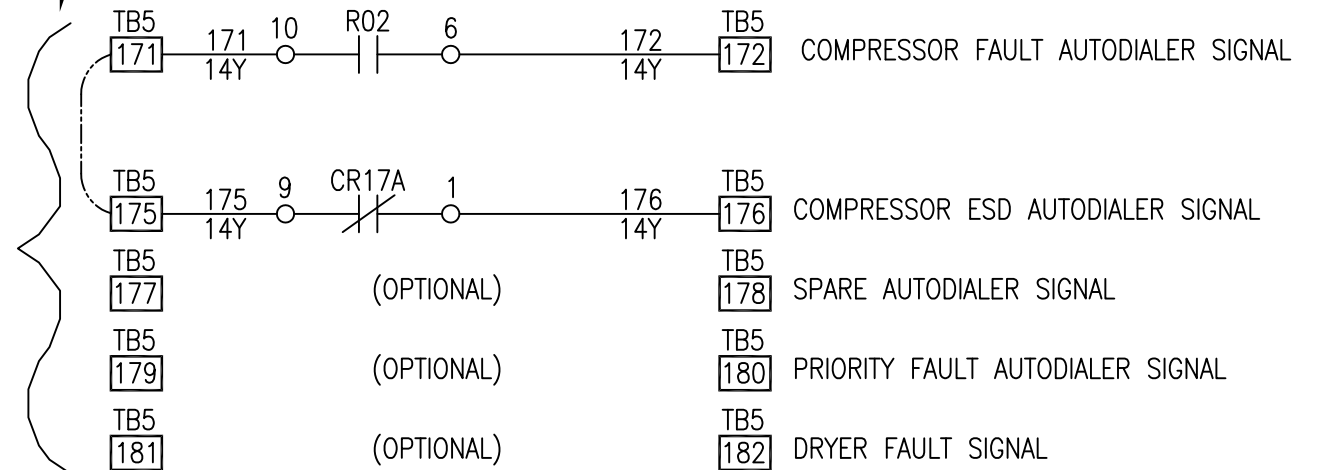 TB5 TB5
171 171 10 R02 6 172 172 COMPRESSOR FAULT AUTODIALER SIGNAL
14Y 14Y
TB5 TB5
175 175 9 CR17A 1 176 176 COMPRESSOR ESD AUTODIALER SIGNAL
14Y 14Y
TB5 TB5
177 (OPTIONAL) 178 SPARE AUTODIALER SIGNAL
TB5 TB5
179 (OPTIONAL) 180 PRIORITY FAULT AUTODIALER SIGNAL
TB5 TB5
181 (OPTIONAL) 182 DRYER FAULT SIGNAL